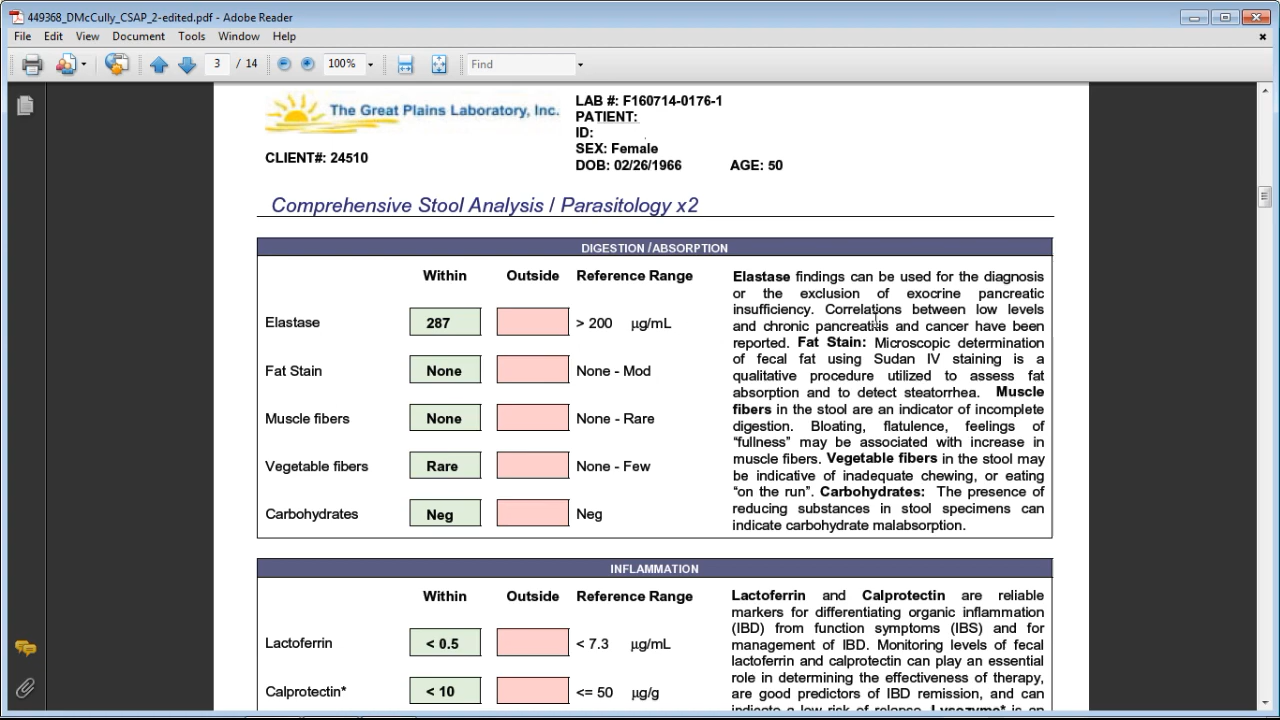 449368_DMcCully_CSAP_2-edited.pdf - Adobe Reader
File Edit View Document Tools Window Help
3 / 14 100% Find
The Great Plains Laboratory, Inc.
LAB #: F160714-0176-1
PATIENT:
ID:
SEX: Female
CLIENT#: 24510
DOB: 02/26/1966 AGE: 50
Comprehensive Stool Analysis / Parasitology x2
DIGESTION /ABSORPTION
Within Outside Reference Range
Elastase 287 > 200 µg/mL
Fat Stain None None - Mod
Muscle fibers None None - Rare
Vegetable fibers Rare None - Few
Carbohydrates Neg Neg
Elastase findings can be used for the diagnosis
or the exclusion of exocrine pancreatic
insufficiency. Correlations between low levels
and chronic pancreatitis and cancer have been
reported. Fat Stain: Microscopic determination
of fecal fat using Sudan IV staining is a
qualitative procedure utilized to assess fat
absorption and to detect steatorrhea. Muscle
fibers in the stool are an indicator of incomplete
digestion. Bloating, flatulence, feelings of
“fullness” may be associated with increase in
muscle fibers. Vegetable fibers in the stool may
be indicative of inadequate chewing, or eating
“on the run”. Carbohydrates: The presence of
reducing substances in stool specimens can
indicate carbohydrate malabsorption.
INFLAMMATION
Within Outside Reference Range
Lactoferrin < 0.5 < 7.3 µg/mL
Calprotectin* < 10 <= 50 µg/g
Lactoferrin and Calprotectin are reliable
markers for differentiating organic inflammation
(IBD) from function symptoms (IBS) and for
management of IBD. Monitoring levels of fecal
lactoferrin and calprotectin can play an essential
role in determining the effectiveness of therapy,
are good predictors of IBD remission, and can
indicate a low risk of relapse. Lysozyme* is an